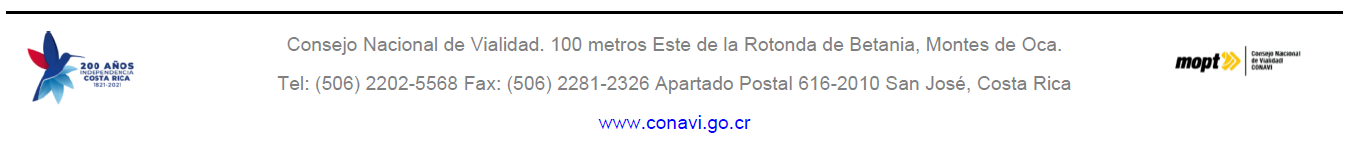 200 AÑOS
INDEPENDENCIA
COSTA RICA
1821-2021
Consejo Nacional de Vialidad. 100 metros Este de la Rotonda de Betania, Montes de Oca.
Tel: (506) 2202-5568 Fax: (506) 2281-2326 Apartado Postal 616-2010 San José, Costa Rica
www.conavi.go.cr
mopt
Consejo Nacional
de Vialidad
CONAVI